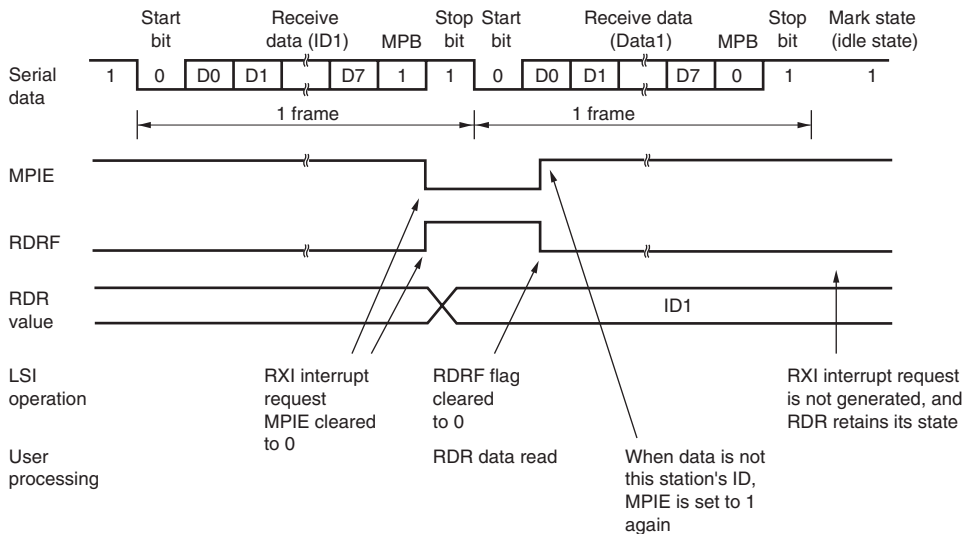 Start bit
Receive data (ID1)
MPB
Stop bit
Start bit
Receive data (Data1)
MPB
Stop bit
Mark state (idle state)
Serial data
1 0 D0 D1 D7 1 1 0 D0 D1 D7 0 1 1
1 frame
1 frame
MPIE
RDRF
RDR value
ID1
LSI operation
RXI interrupt
request
MPIE cleared
to 0
RDRF flag
cleared
to 0
RXI interrupt request
is not generated, and
RDR retains its state
User processing
RDR data read
When data is not
this station's ID,
MPIE is set to 1
again